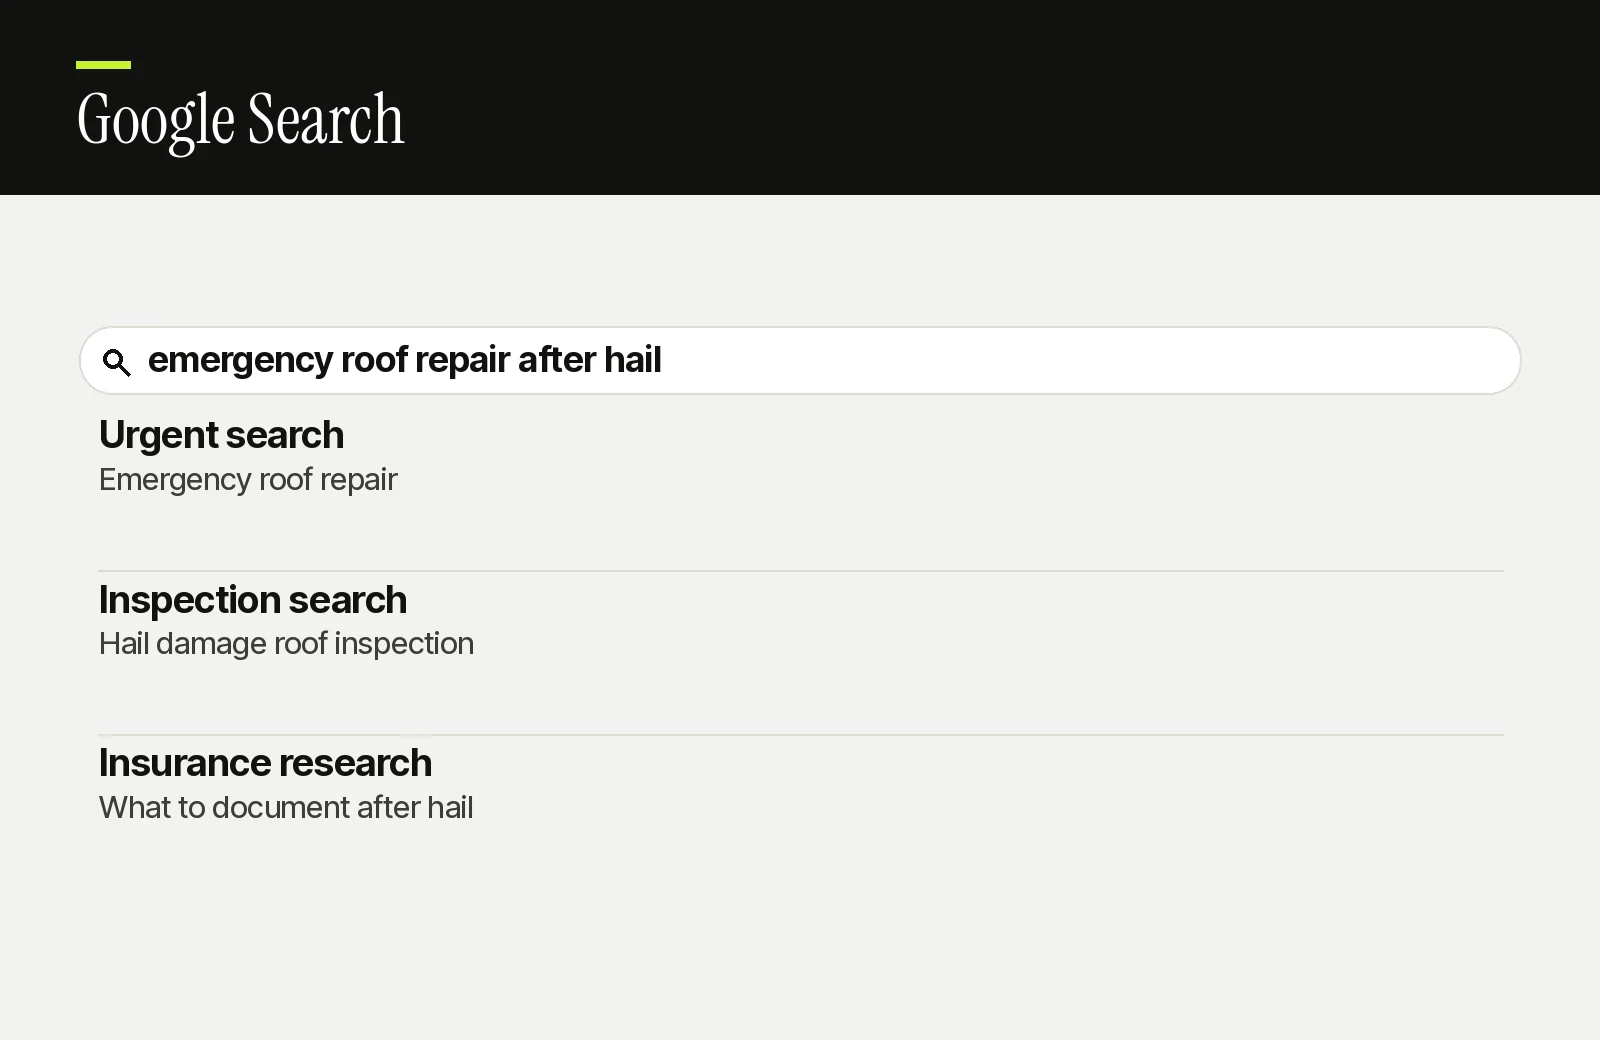 Google Search
emergency roof repair after hail
Urgent search
Emergency roof repair
Inspection search
Hail damage roof inspection
Insurance research
What to document after hail